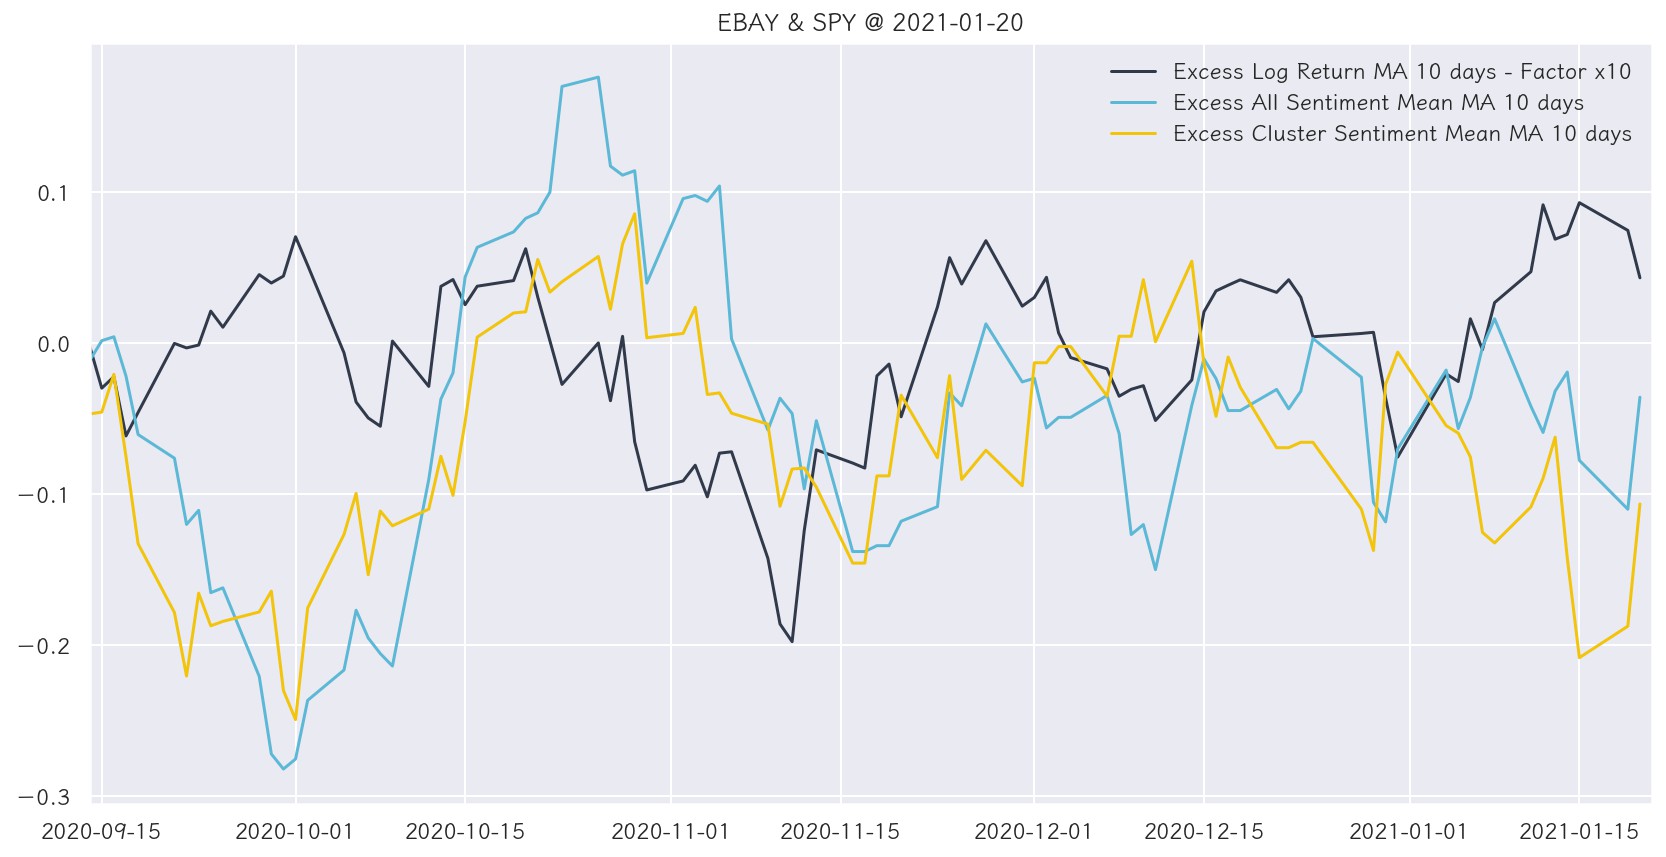 EBAY & SPY @ 2021-01-20
Excess Log Return MA 10 days - Factor x10
Excess All Sentiment Mean MA 10 days
Excess Cluster Sentiment Mean MA 10 days
0.1
0.0
−0.1
−0.2
−0.3
2020-09-15 2020-10-01 2020-10-15 2020-11-01 2020-11-15 2020-12-01 2020-12-15 2021-01-01 2021-01-15